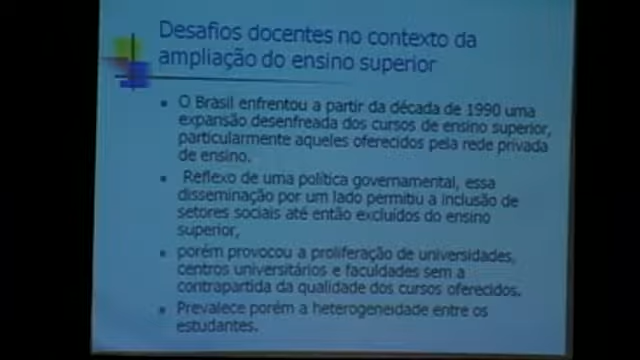 Desafios docentes no contexto da
ampliação do ensino superior
O Brasil enfrentou a partir da década de 1990 uma
expansão desenfreada dos cursos de ensino superior,
particularmente aqueles oferecidos pela rede privada
de ensino.
Reflexo de uma política governamental, essa
disseminação por um lado permitiu a inclusão de
setores sociais até então excluídos do ensino
superior,
porém provocou a proliferação de universidades,
centros universitários e faculdades sem a
contrapartida da qualidade dos cursos oferecidos.
Prevalece porém a heterogeneidade entre os
estudantes.